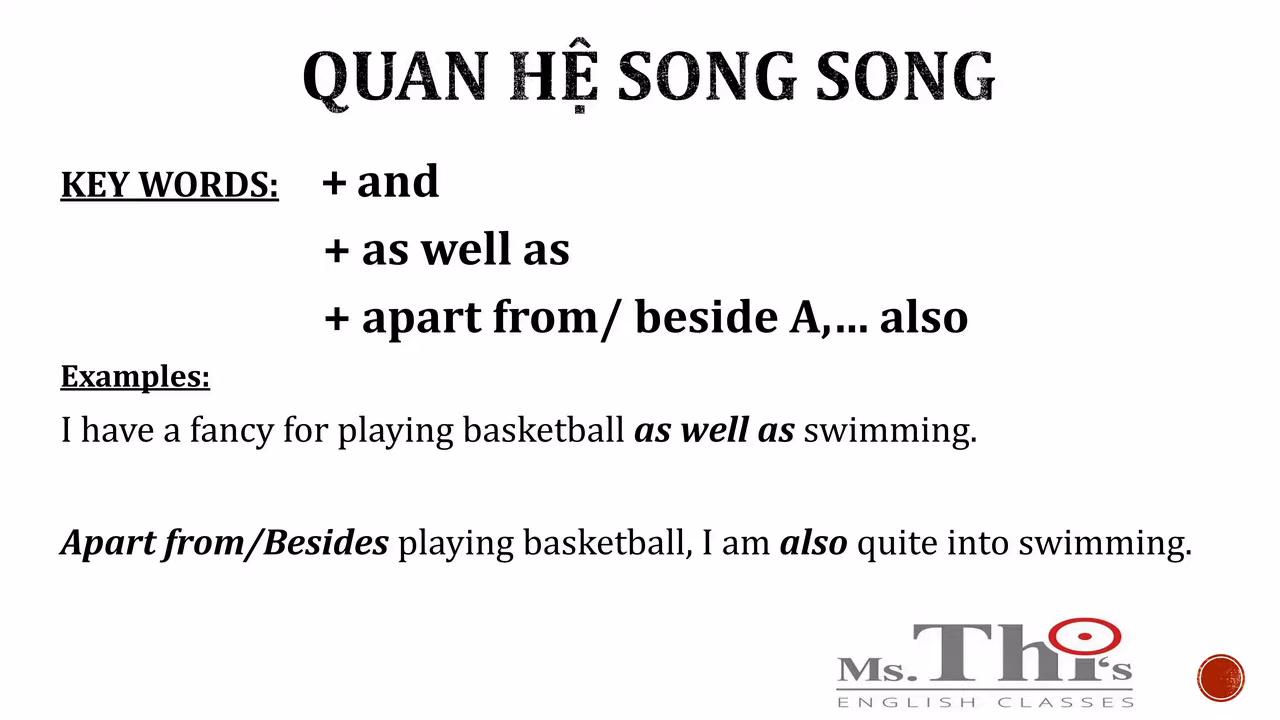 QUAN HỆ SONG SONG
KEY WORDS: + and
+ as well as
+ apart from/ beside A,... also
Examples:
I have a fancy for playing basketball as well as swimming.
Apart from/Besides playing basketball, I am also quite into swimming.
Ms. Thi's
ENGLISH CLASSES